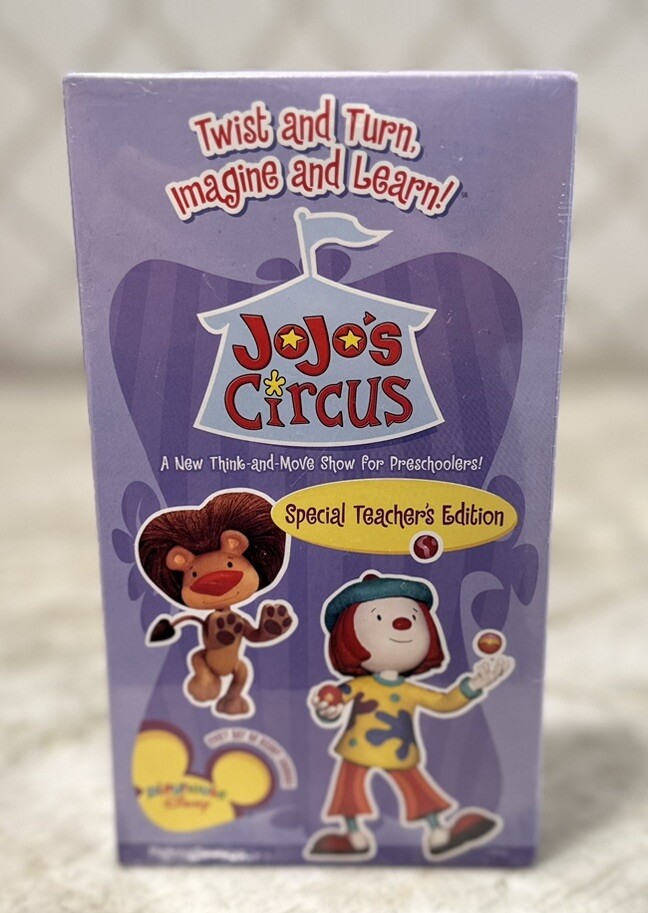 Twist and Turn,
Imagine and Learn!
JoJo's
Circus
A New Think-and-Move Show for Preschoolers!
Special Teacher's Edition
Disney